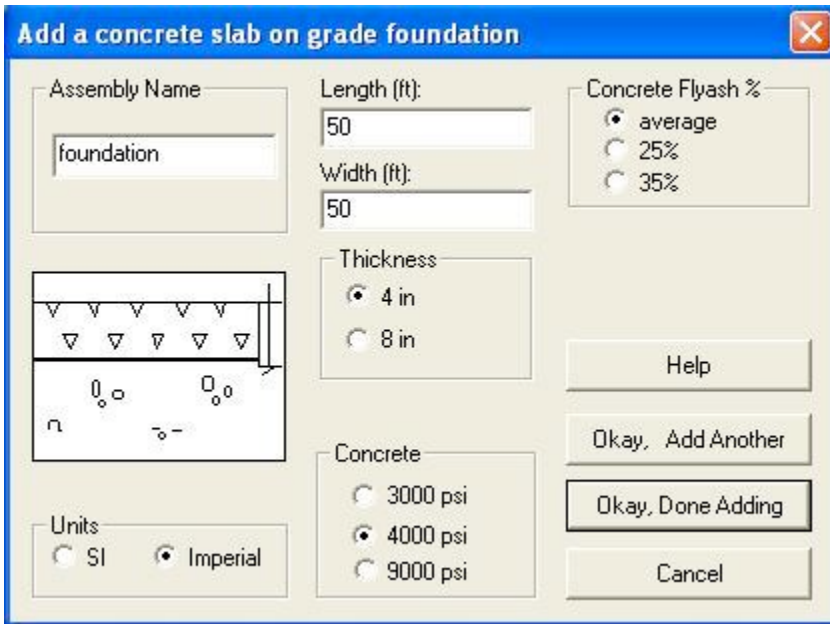 Add a concrete slab on grade foundation
Assembly Name
foundation
Length (ft):
50
Width (ft):
50
Concrete Flyash %
average
25%
35%
Thickness
4 in
8 in
Concrete
3000 psi
4000 psi
9000 psi
Units
SI
Imperial
Help
Okay, Add Another
Okay, Done Adding
Cancel